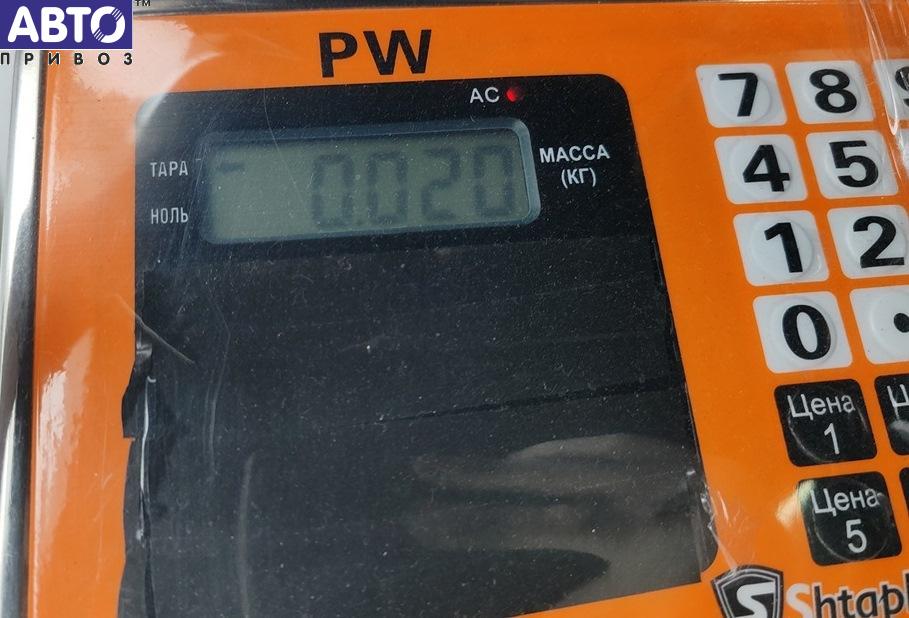 АВТО™
ПРИВОЗ
PW
AC
ТАРА
НОЛЬ
0.020
МАССА
(КГ)
7 8
4 5
1 2
0 .
Цена
1
Цена
5